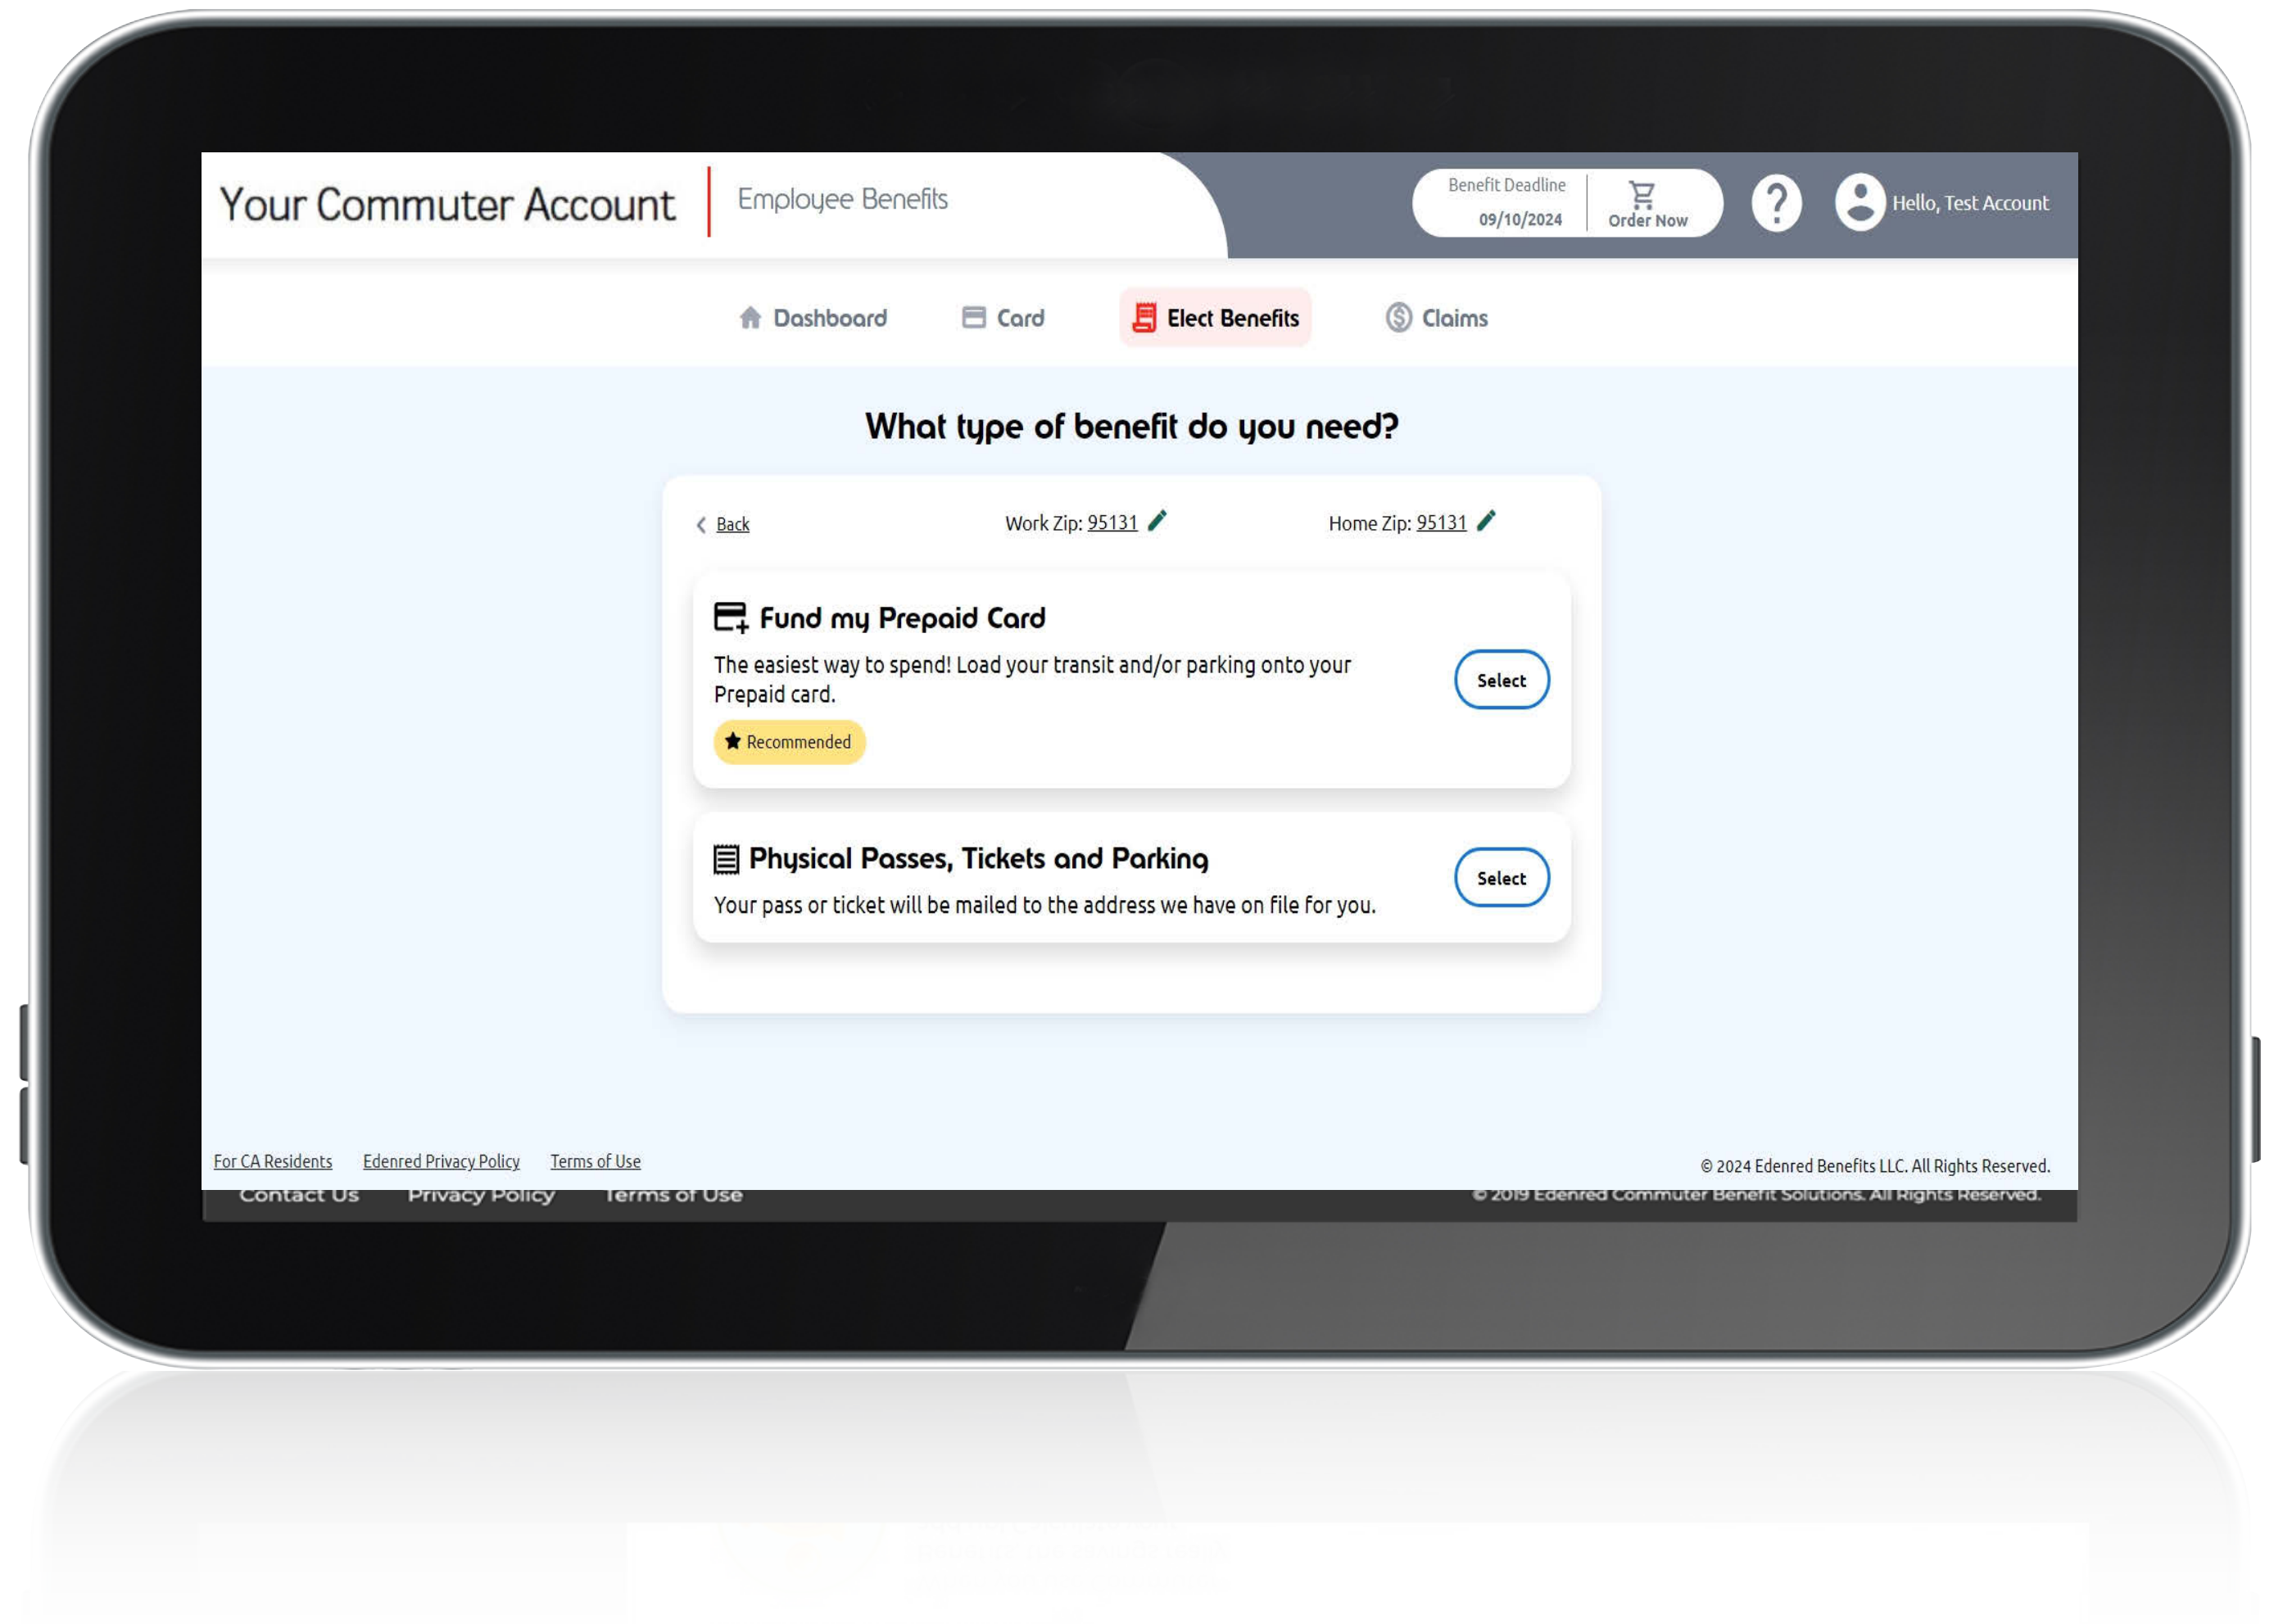 Your Commuter Account
Employee Benefits
Benefit Deadline
09/10/2024
Order Now
?
Hello, Test Account
Dashboard
Card
Elect Benefits
Claims
What type of benefit do you need?
Back
Work Zip: 95131
Home Zip: 95131
Fund my Prepaid Card
The easiest way to spend! Load your transit and/or parking onto your
Prepaid card.
Recommended
Select
Physical Passes, Tickets and Parking
Your pass or ticket will be mailed to the address we have on file for you.
Select
For CA Residents
Edenred Privacy Policy
Terms of Use
© 2024 Edenred Benefits LLC. All Rights Reserved.
Contact Us
Privacy Policy
Terms of Use
© 2019 Edenred Commuter Benefit Solutions. All Rights Reserved.